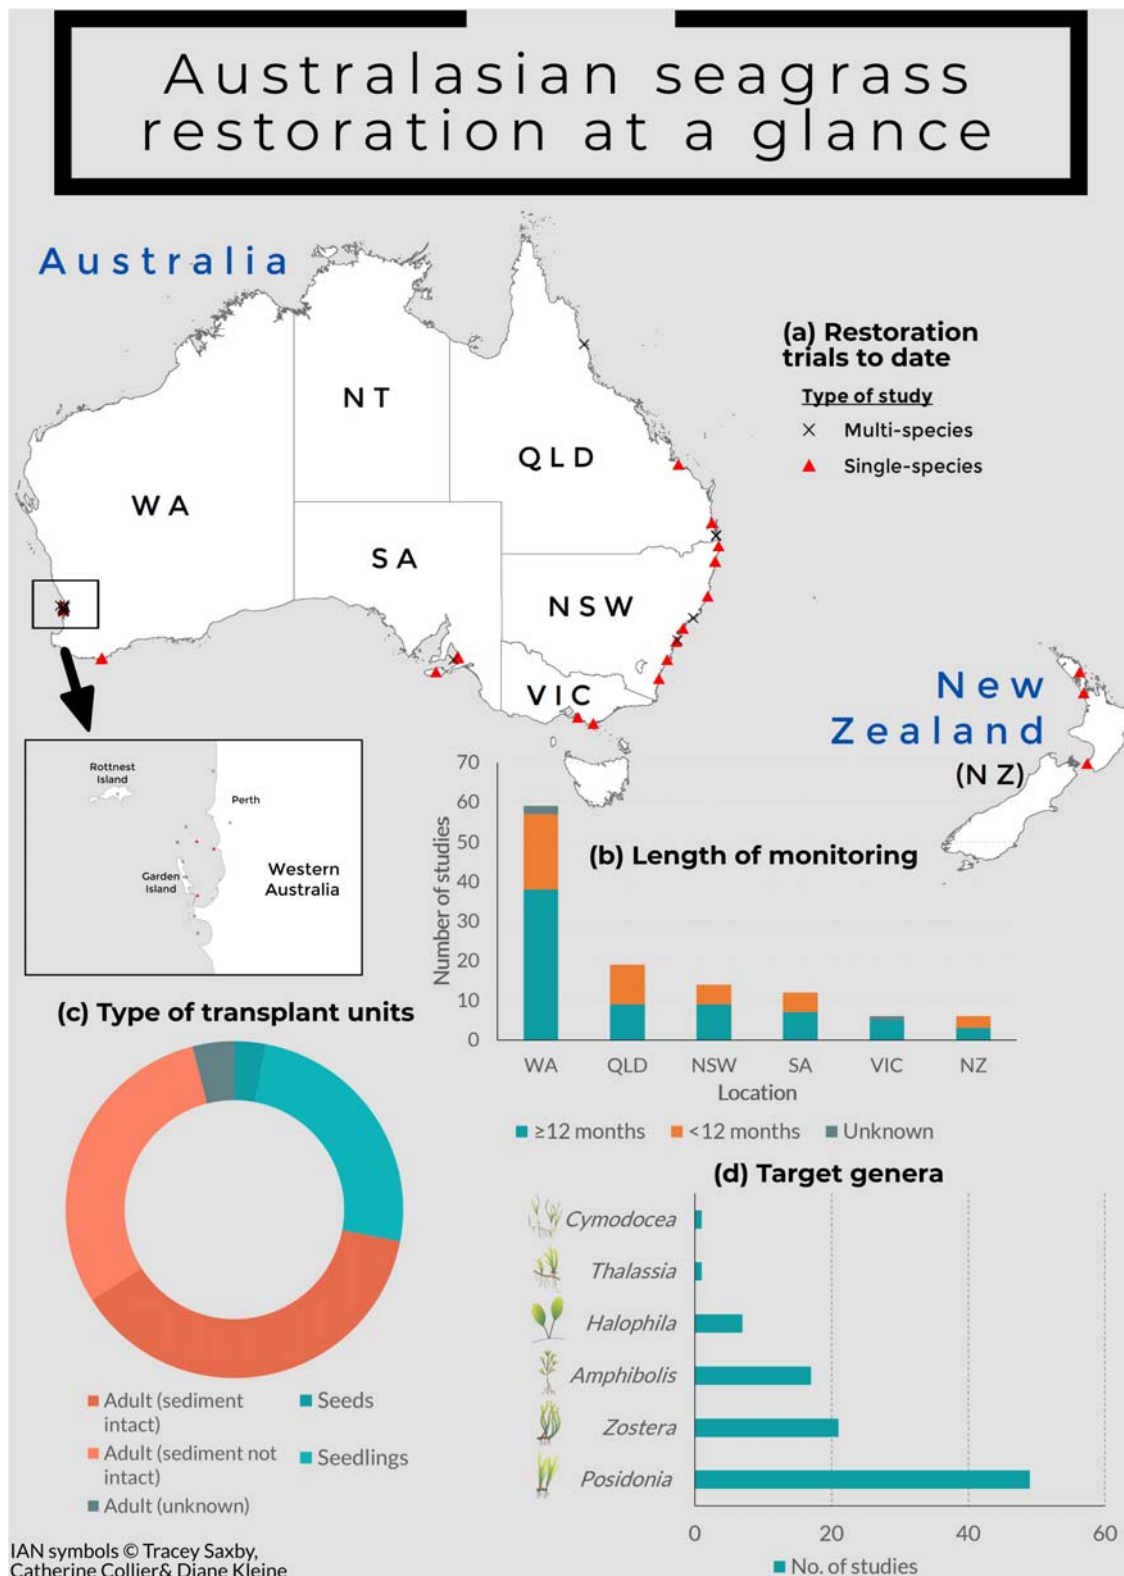 Australasian seagrass
restoration at a glance
Australia
(a) Restoration
trials to date
Type of study
Multi-species
Single-species
NT
QLD
WA
SA
NSW
VIC
New
Zealand
(NZ)
Rottnest
Island
Perth
Garden
Island
Western
Australia
(b) Length of monitoring
Number of studies
70
60
50
40
30
20
10
0
WA QLD NSW SA VIC NZ
Location
≥12 months <12 months Unknown
(c) Type of transplant units
Adult (sediment
intact)
Adult (sediment not
intact)
Adult (unknown)
Seeds
Seedlings
(d) Target genera
Cymodocea
Thalassia
Halophila
Amphibolis
Zostera
Posidonia
0 20 40 60
No. of studies
IAN symbols © Tracey Saxby,
Catherine Collier& Diane Kleine